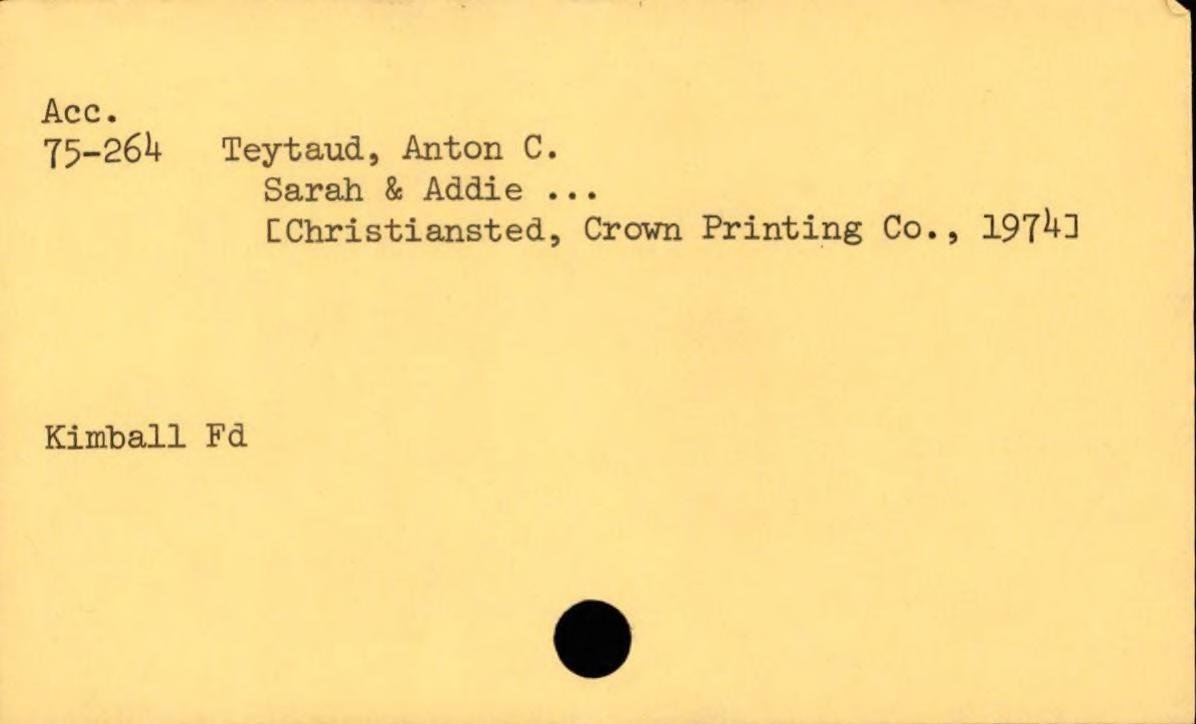 Acc.
75-264 Teytaud, Anton C.
Sarah & Addie ...
[Christiansted, Crown Printing Co., 1974]
Kimball Fd